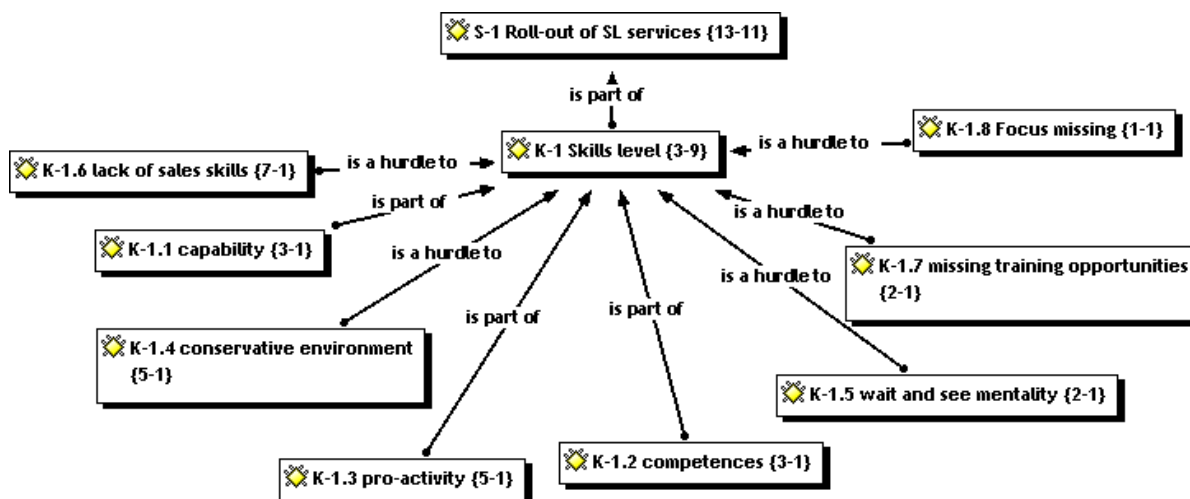 S-1 Roll-out of SL services {13-11}
is part of
K-1.8 Focus missing {1-1}
K-1 Skills level {3-9}
is a hurdle to
is a hurdle to
K-1.6 lack of sales skills {7-1}
is part of
is a hurdle to
K-1.1 capability {3-1}
is a hurdle to
K-1.7 missing training opportunities
{2-1}
is a hurdle to
is part of
is part of
K-1.4 conservative environment
{5-1}
K-1.5 wait and see mentality {2-1}
K-1.2 competences {3-1}
K-1.3 pro-activity {5-1}